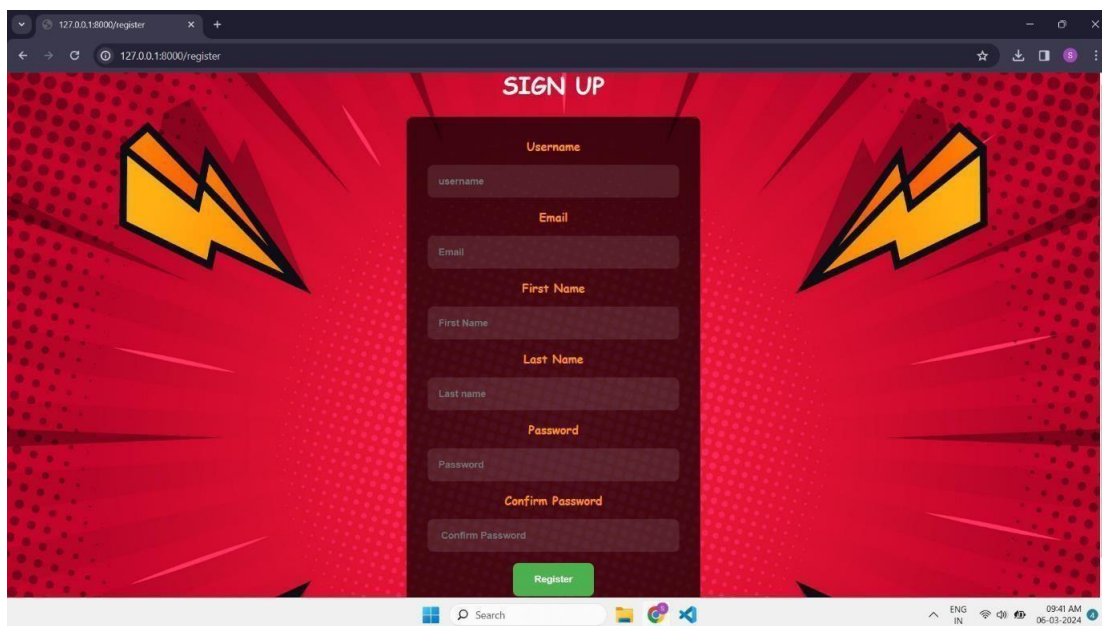 127.0.0.1:8000/register
127.0.0.1:8000/register
S
SIGN UP
Username
username
Email
Email
First Name
First Name
Last Name
Last name
Password
Password
Confirm Password
Confirm Password
Register
Search
S
ENG
IN
09:41 AM
06-03-2024